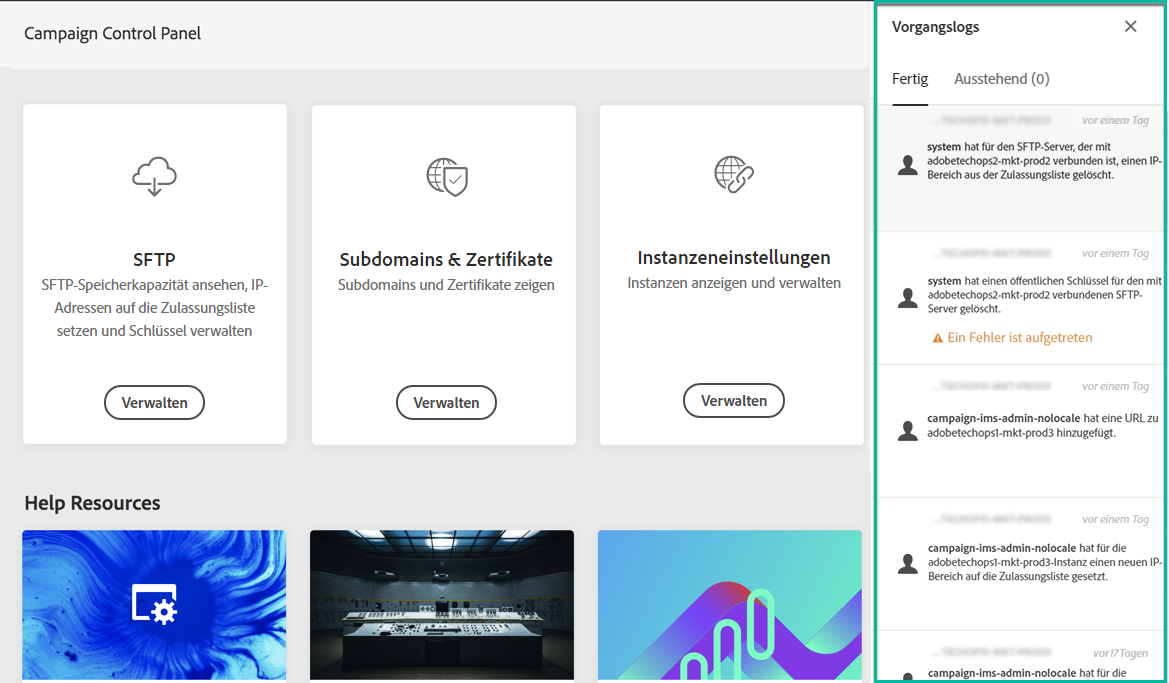 Campaign Control Panel
SFTP
SFTP-Speicherkapazität ansehen, IP-
Adressen auf die Zulassungsliste
setzen und Schlüssel verwalten
Verwalten
Subdomains & Zertifikate
Subdomains und Zertifikate zeigen
Verwalten
Instanzeneinstellungen
Instanzen anzeigen und verwalten
Verwalten
Help Resources
Vorgangslogs
Fertig Ausstehend (0)
vor einem Tag
system hat für den SFTP-Server, der mit
adobetechops2-mkt-prod2 verbunden ist, einen IP-
Bereich aus der Zulassungsliste gelöscht.
vor einem Tag
system hat einen öffentlichen Schlüssel für den mit
adobetechops2-mkt-prod2 verbundenen SFTP-
Server gelöscht.
Ein Fehler ist aufgetreten
vor einem Tag
campaign-ims-admin-nolocale hat eine URL zu
adobetechops1-mkt-prod3 hinzugefügt.
vor einem Tag
campaign-ims-admin-nolocale hat für die
adobetechops1-mkt-prod3-Instanz einen neuen IP-
Bereich auf die Zulassungsliste gesetzt.
vor 17 Tagen
campaign-ims-admin-nolocale hat für die